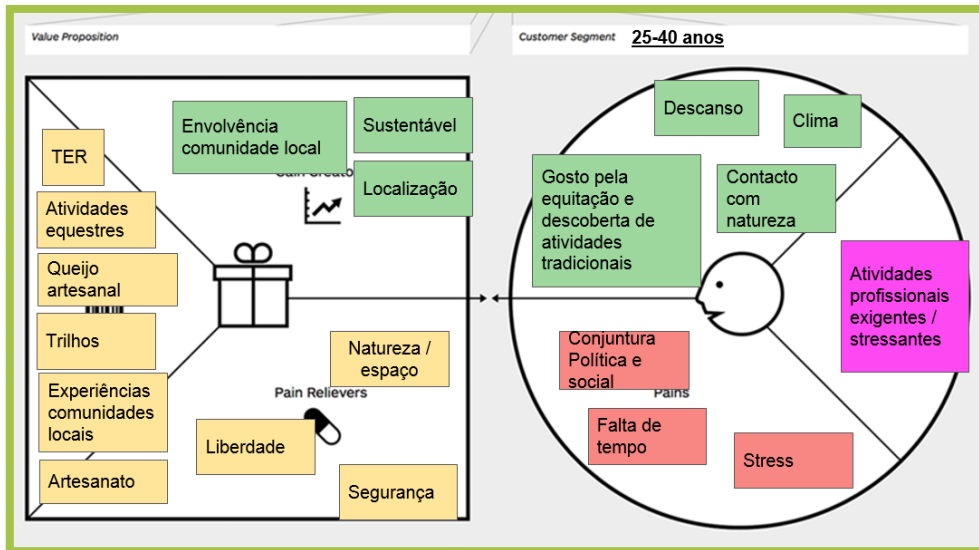 Value Proposition
Customer Segment
25-40 anos
TER
Atividades
equestres
Queijo
artesanal
Trilhos
Experiências
comunidades
locais
Artesanato
Envolvência
comunidade local
Sustentável
Localização
Natureza /
espaço
Pain Relievers
Liberdade
Segurança
Descanso
Clima
Gosto pela
equitação e
descoberta de
atividades
tradicionais
Contacto
com
natureza
Atividades
profissionais
exigentes /
stressantes
Conjuntura
Política e
social
Pains
Falta de
tempo
Stress